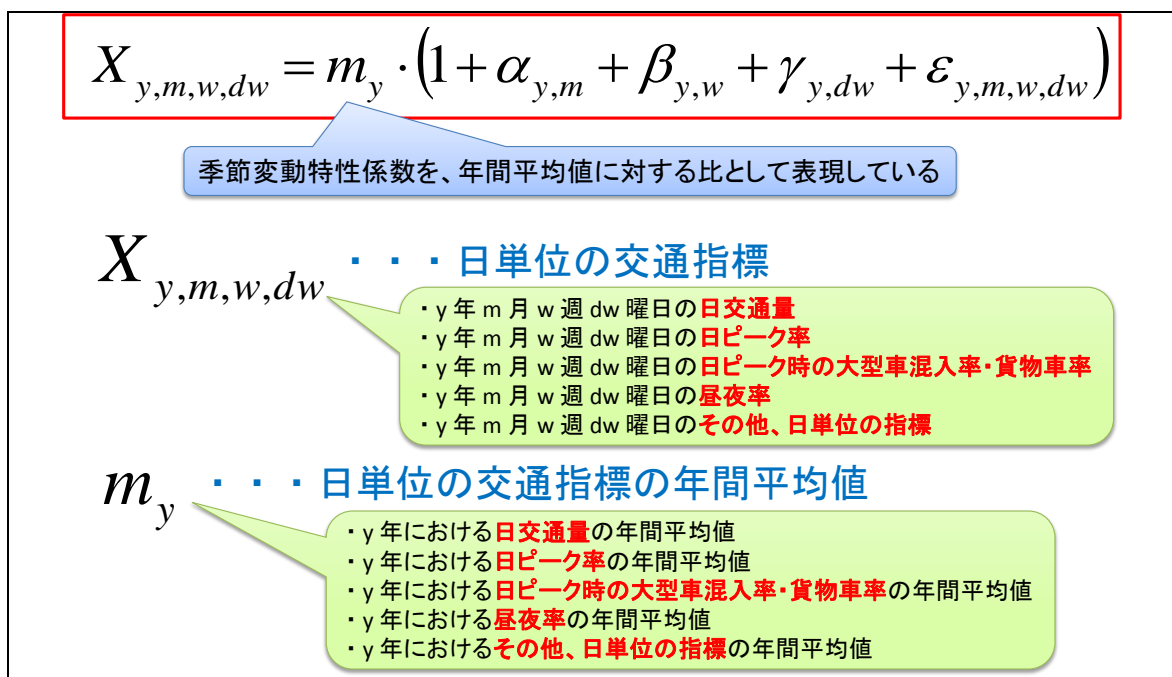 X_{y,m,w,dw} = m_y · (1 + α_{y,m} + β_{y,w} + γ_{y,dw} + ε_{y,m,w,dw})
季節変動特性係数を、年間平均値に対する比として表現している
X_{y,m,w,dw} ・・・日単位の交通指標
・y 年 m 月 w 週 dw 曜日の日交通量
・y 年 m 月 w 週 dw 曜日の日ピーク率
・y 年 m 月 w 週 dw 曜日の日ピーク時の大型車混入率・貨物車率
・y 年 m 月 w 週 dw 曜日の昼夜率
・y 年 m 月 w 週 dw 曜日のその他、日単位の指標
m_y ・・・日単位の交通指標の年間平均値
・y 年における日交通量の年間平均値
・y 年における日ピーク率の年間平均値
・y 年における日ピーク時の大型車混入率・貨物車率の年間平均値
・y 年における昼夜率の年間平均値
・y 年におけるその他、日単位の指標の年間平均値